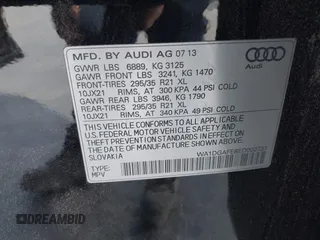 MFD. BY AUDI AG 07 13
GVWR LBS 6889, KG 3125
GAWR FRONT LBS 3241, KG 1470
FRONT-TIRES 295/35 R21 XL
10JX21 RIMS, AT 300 KPA 44 PSI COLD
GAWR REAR LBS 3946, KG 1790
REAR-TIRES 295/35 R21 XL
10JX21 RIMS, AT 340 KPA 49 PSI COLD
THIS VEHICLE CONFORMS TO ALL APPLICABLE
U.S. FEDERAL MOTOR VEHICLE SAFETY STANDARDS
IN EFFECT ON THE DATE OF MANUFACTURE SHOWN ABOVE.
SLOVAKIA
TYPE:
MPV
Audi
DREAMBID